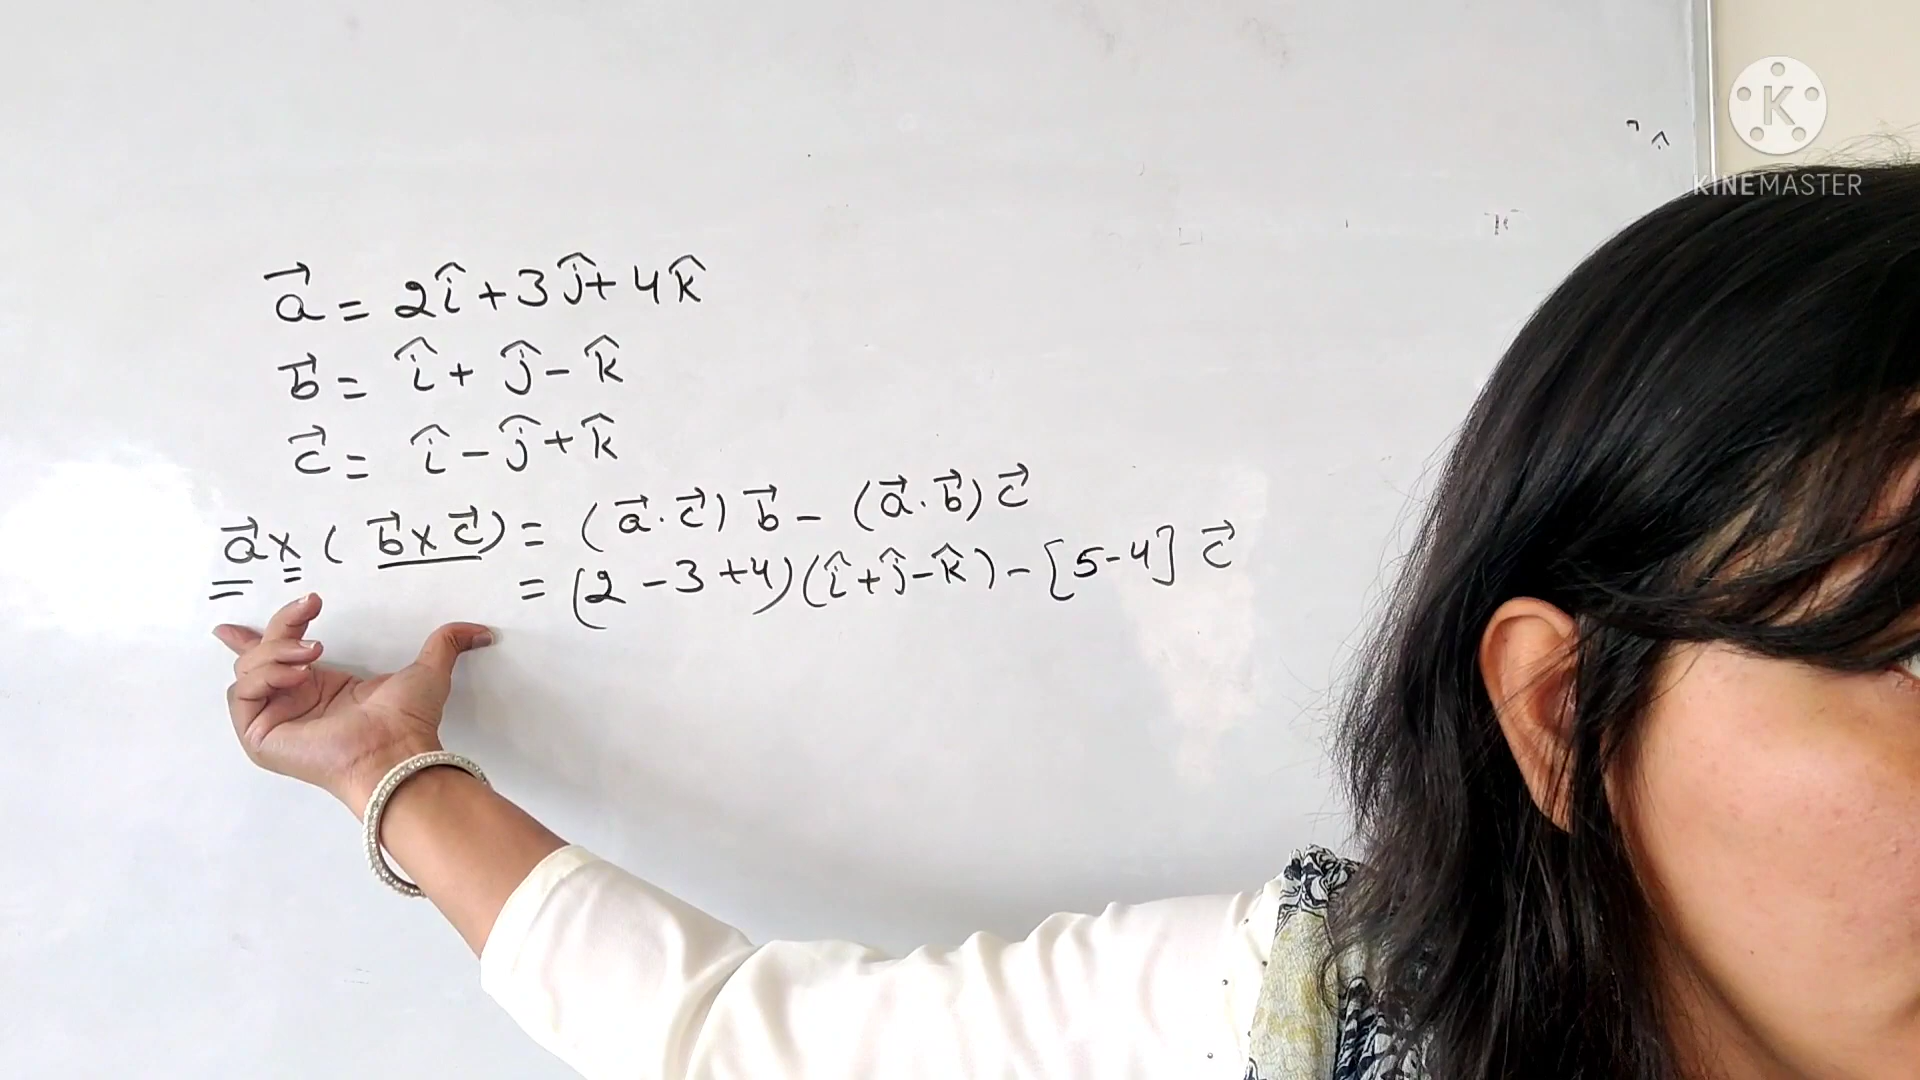 K
KINEMASTER
a⃗ = 2î + 3ĵ + 4k̂
b⃗ = î + ĵ - k̂
c⃗ = î - ĵ + k̂
a⃗ × ( b⃗ × c⃗ ) = ( a⃗ . c⃗ ) b⃗ - ( a⃗ . b⃗ ) c⃗
= (2 - 3 + 4) ( î + ĵ - k̂ ) - [ 5 - 4 ] c⃗